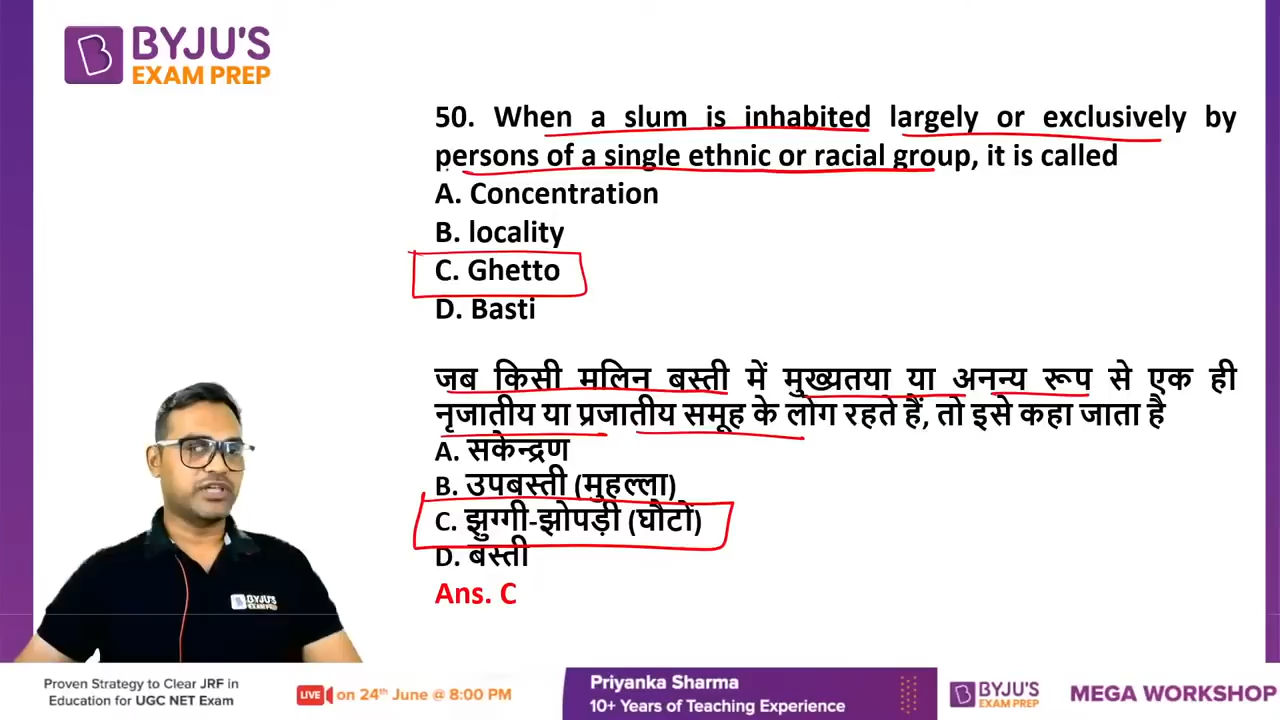 BYJU'S
EXAM PREP
50. When a slum is inhabited largely or exclusively by
persons of a single ethnic or racial group, it is called
A. Concentration
B. locality
C. Ghetto
D. Basti
जब किसी मलिन बस्ती में मुख्यतया या अनन्य रूप से एक ही
नृजातीय या प्रजातीय समूह के लोग रहते हैं, तो इसे कहा जाता है
A. सकेन्द्रण
B. उपबस्ती (मुहल्ला)
C. झुग्गी-झोपड़ी (घौटों)
D. बस्ती
Ans. C
BYJU'S
EXAM PREP
Proven Strategy to Clear JRF in
Education for UGC NET Exam
LIVE on 24th June @ 8:00 PM
Priyanka Sharma
10+ Years of Teaching Experience
BYJU'S
EXAM PREP
MEGA WORKSHOP